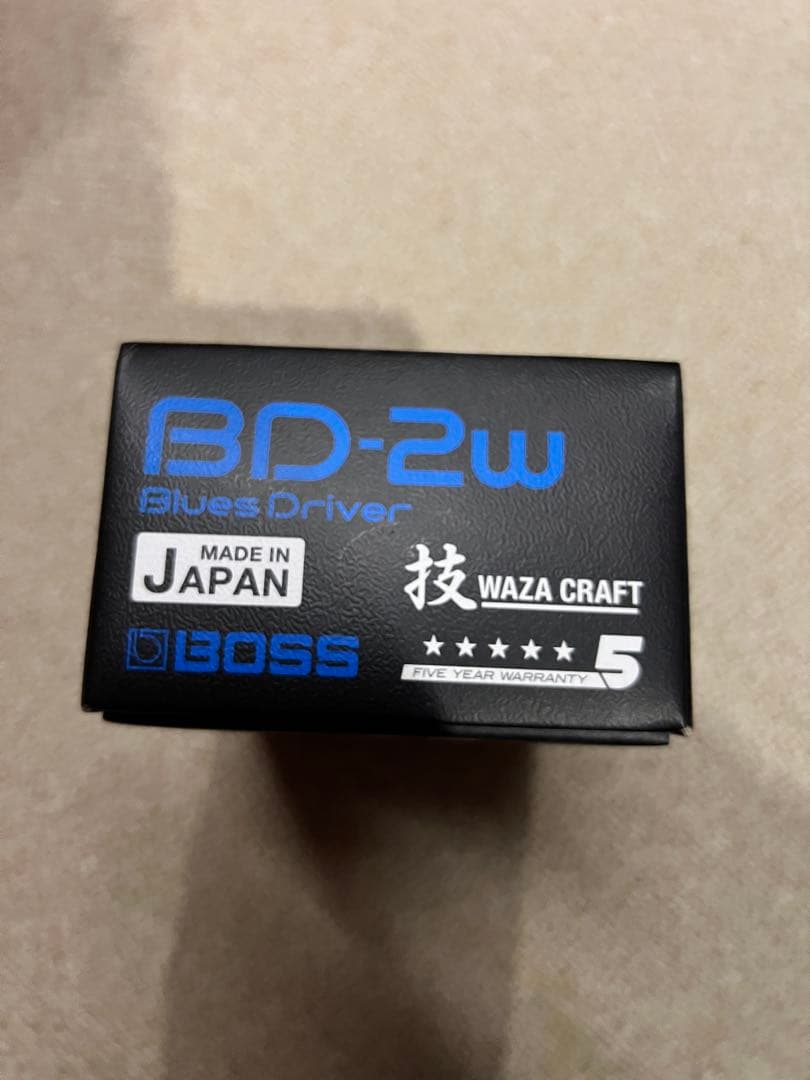 BD-2w
Blues Driver
MADE IN
JAPAN
技 WAZA CRAFT
BOSS
5
FIVE YEAR WARRANTY